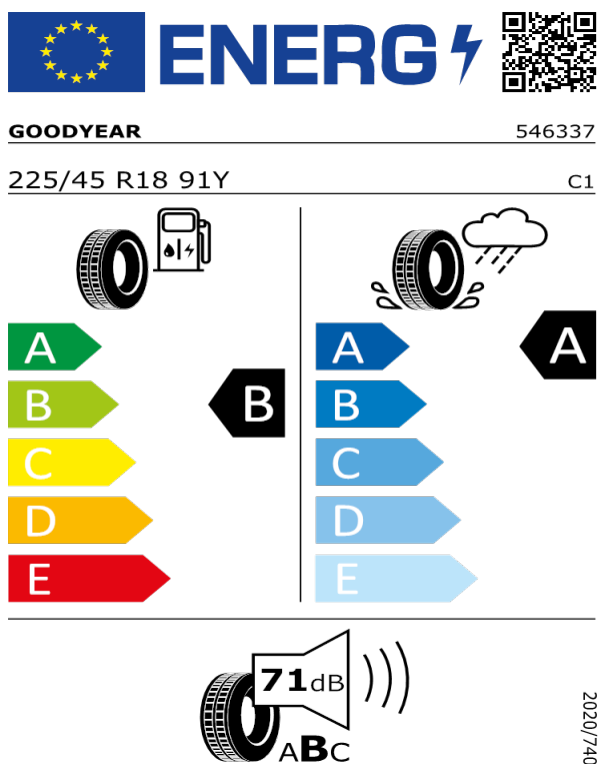 ENERG
GOODYEAR 546337
225/45 R18 91Y C1
A A A
B B B
C C
D D
E E
71dB
ABC
2020/740